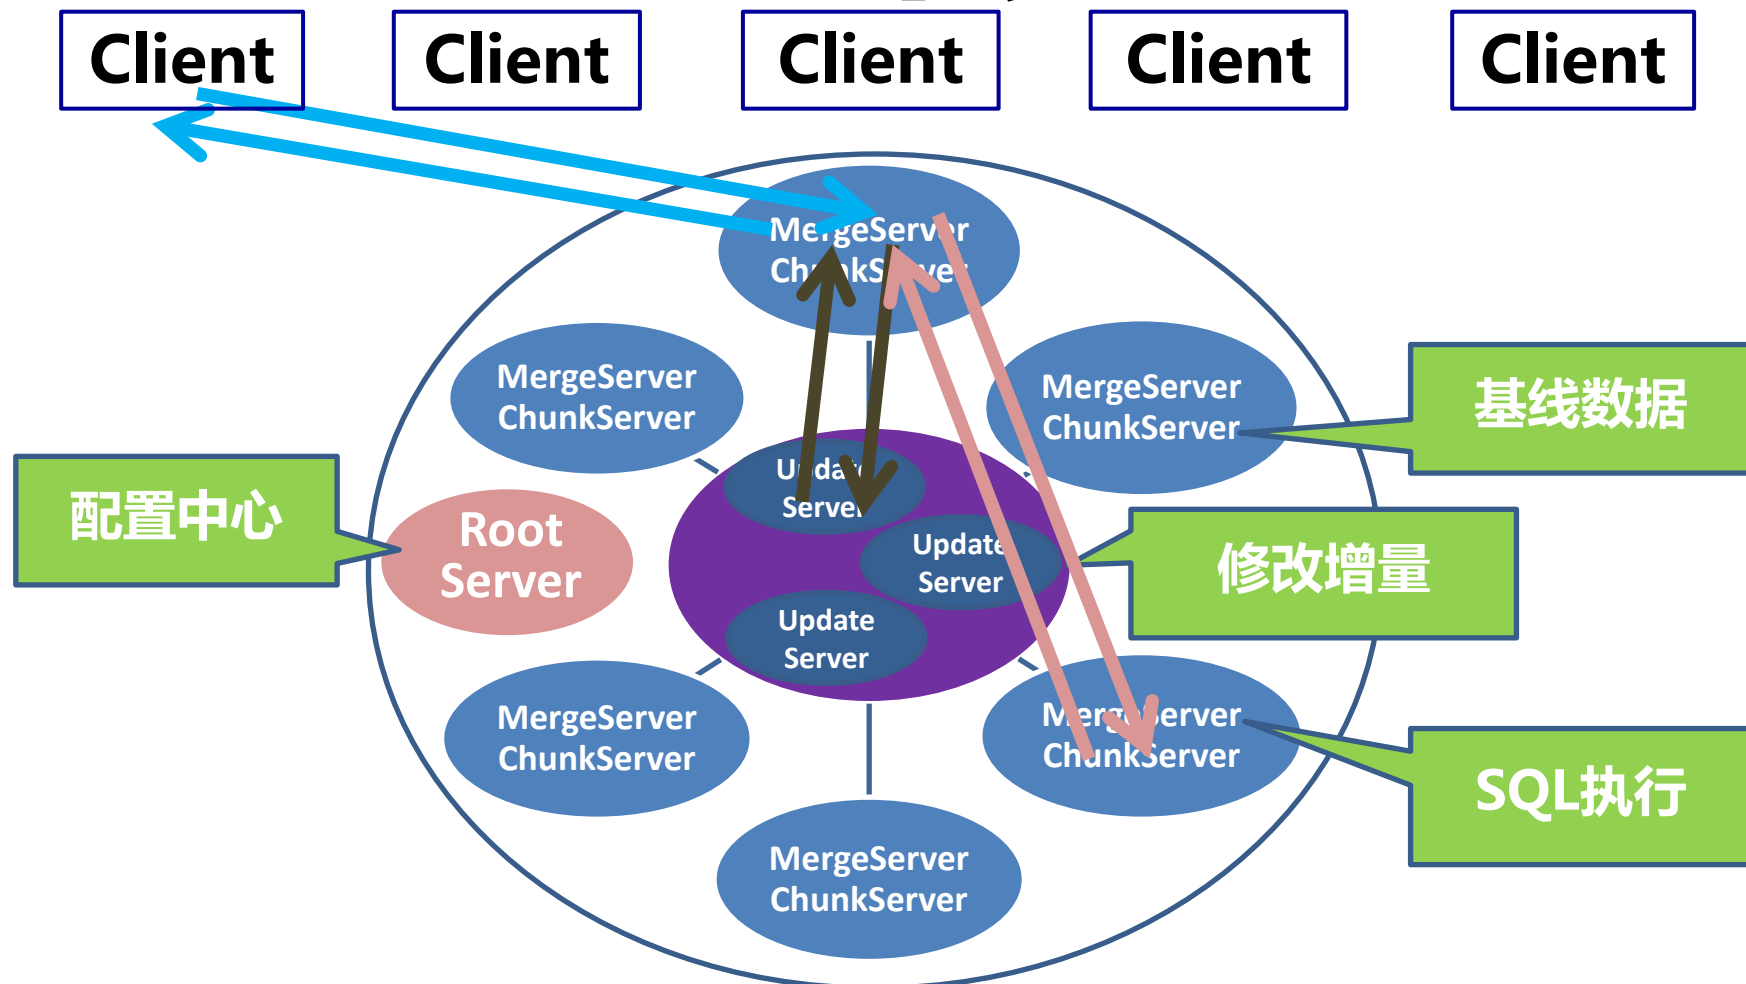 Client
Client
Client
Client
Client
MergeServer
ChunkServer
MergeServer
ChunkServer
MergeServer
ChunkServer
基线数据
配置中心
Root
Server
Update
Server
Update
Server
Update
Server
修改增量
MergeServer
ChunkServer
MergeServer
ChunkServer
SQL执行
MergeServer
ChunkServer